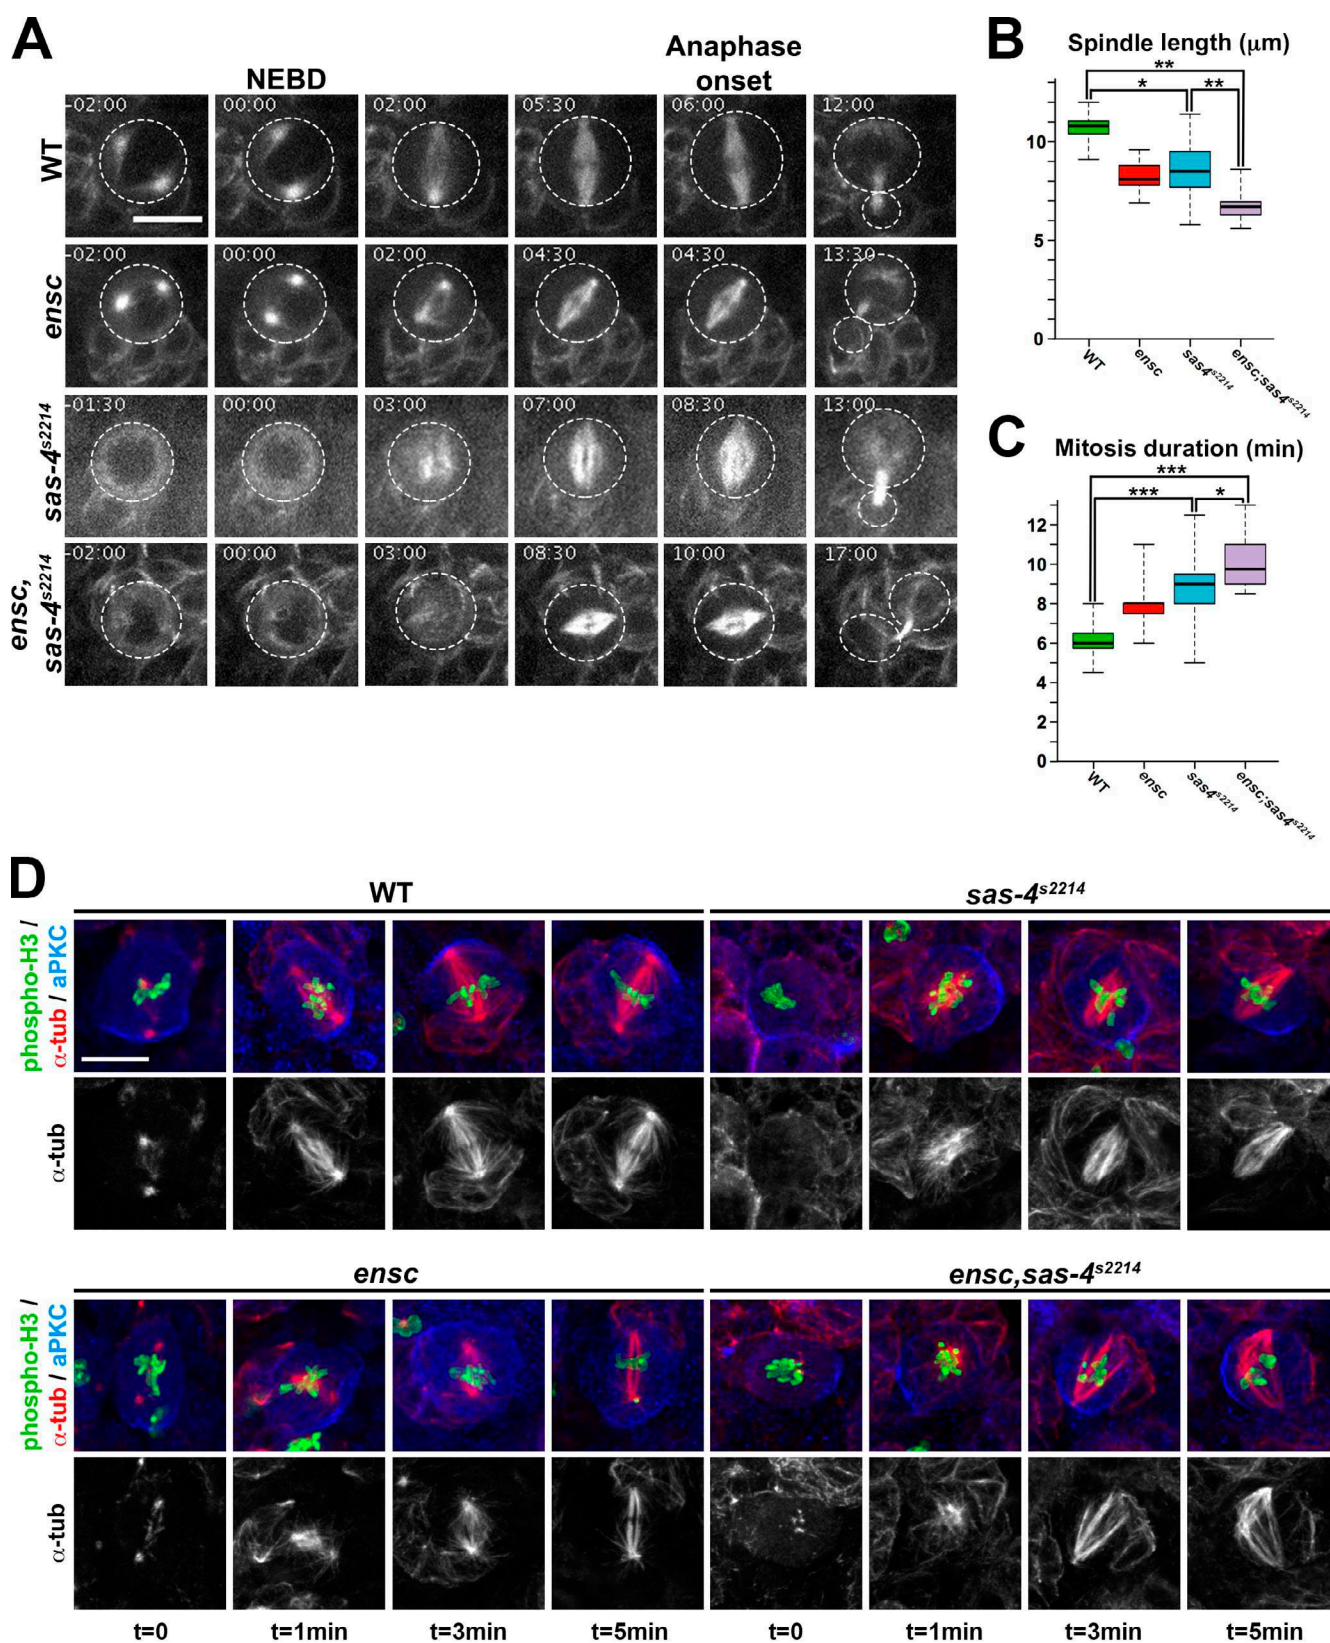 A
NEBD
Anaphase
onset
WT
-02:00
00:00
02:00
05:30
06:00
12:00
ensc
-02:00
00:00
02:00
04:30
04:30
13:30
sas-4s2214
-01:30
00:00
03:00
07:00
08:30
13:00
ensc,
sas-4s2214
-02:00
00:00
03:00
08:30
10:00
17:00
B
Spindle length (µm)
**
*
**
10
5
0
WT
ensc
sas4s2214
ensc;sas4s2214
C
Mitosis duration (min)
***
***
*
12
10
8
6
4
2
0
WT
ensc
sas4s2214
ensc;sas4s2214
D
WT
sas-4s2214
phospho-H3 /
α-tub / aPKC
α-tub
ensc
ensc,sas-4s2214
phospho-H3 /
α-tub / aPKC
α-tub
t=0
t=1min
t=3min
t=5min
t=0
t=1min
t=3min
t=5min